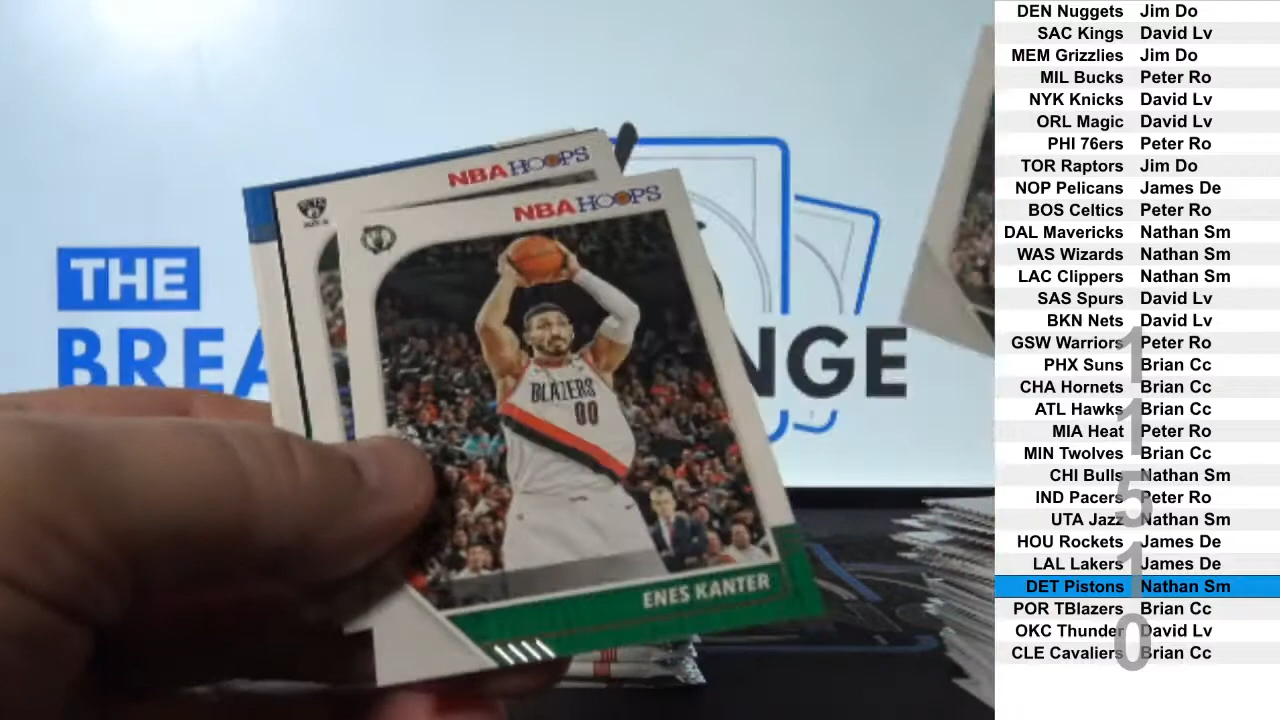 THE
BREA
NGE
NBA HOOPS
NBA HOOPS
BLAZERS
00
ENES KANTER
DEN Nuggets Jim Do
SAC Kings David Lv
MEM Grizzlies Jim Do
MIL Bucks Peter Ro
NYK Knicks David Lv
ORL Magic David Lv
PHI 76ers Peter Ro
TOR Raptors Jim Do
NOP Pelicans James De
BOS Celtics Peter Ro
DAL Mavericks Nathan Sm
WAS Wizards Nathan Sm
LAC Clippers Nathan Sm
SAS Spurs David Lv
BKN Nets David Lv
GSW Warriors Peter Ro
PHX Suns Brian Cc
CHA Hornets Brian Cc
ATL Hawks Brian Cc
MIA Heat Peter Ro
MIN Twolves Brian Cc
CHI Bulls Nathan Sm
IND Pacers Peter Ro
UTA Jazz Nathan Sm
HOU Rockets James De
LAL Lakers James De
DET Pistons Nathan Sm
POR TBlazers Brian Cc
OKC Thunder David Lv
CLE Cavaliers Brian Cc
1
1
5
1
0